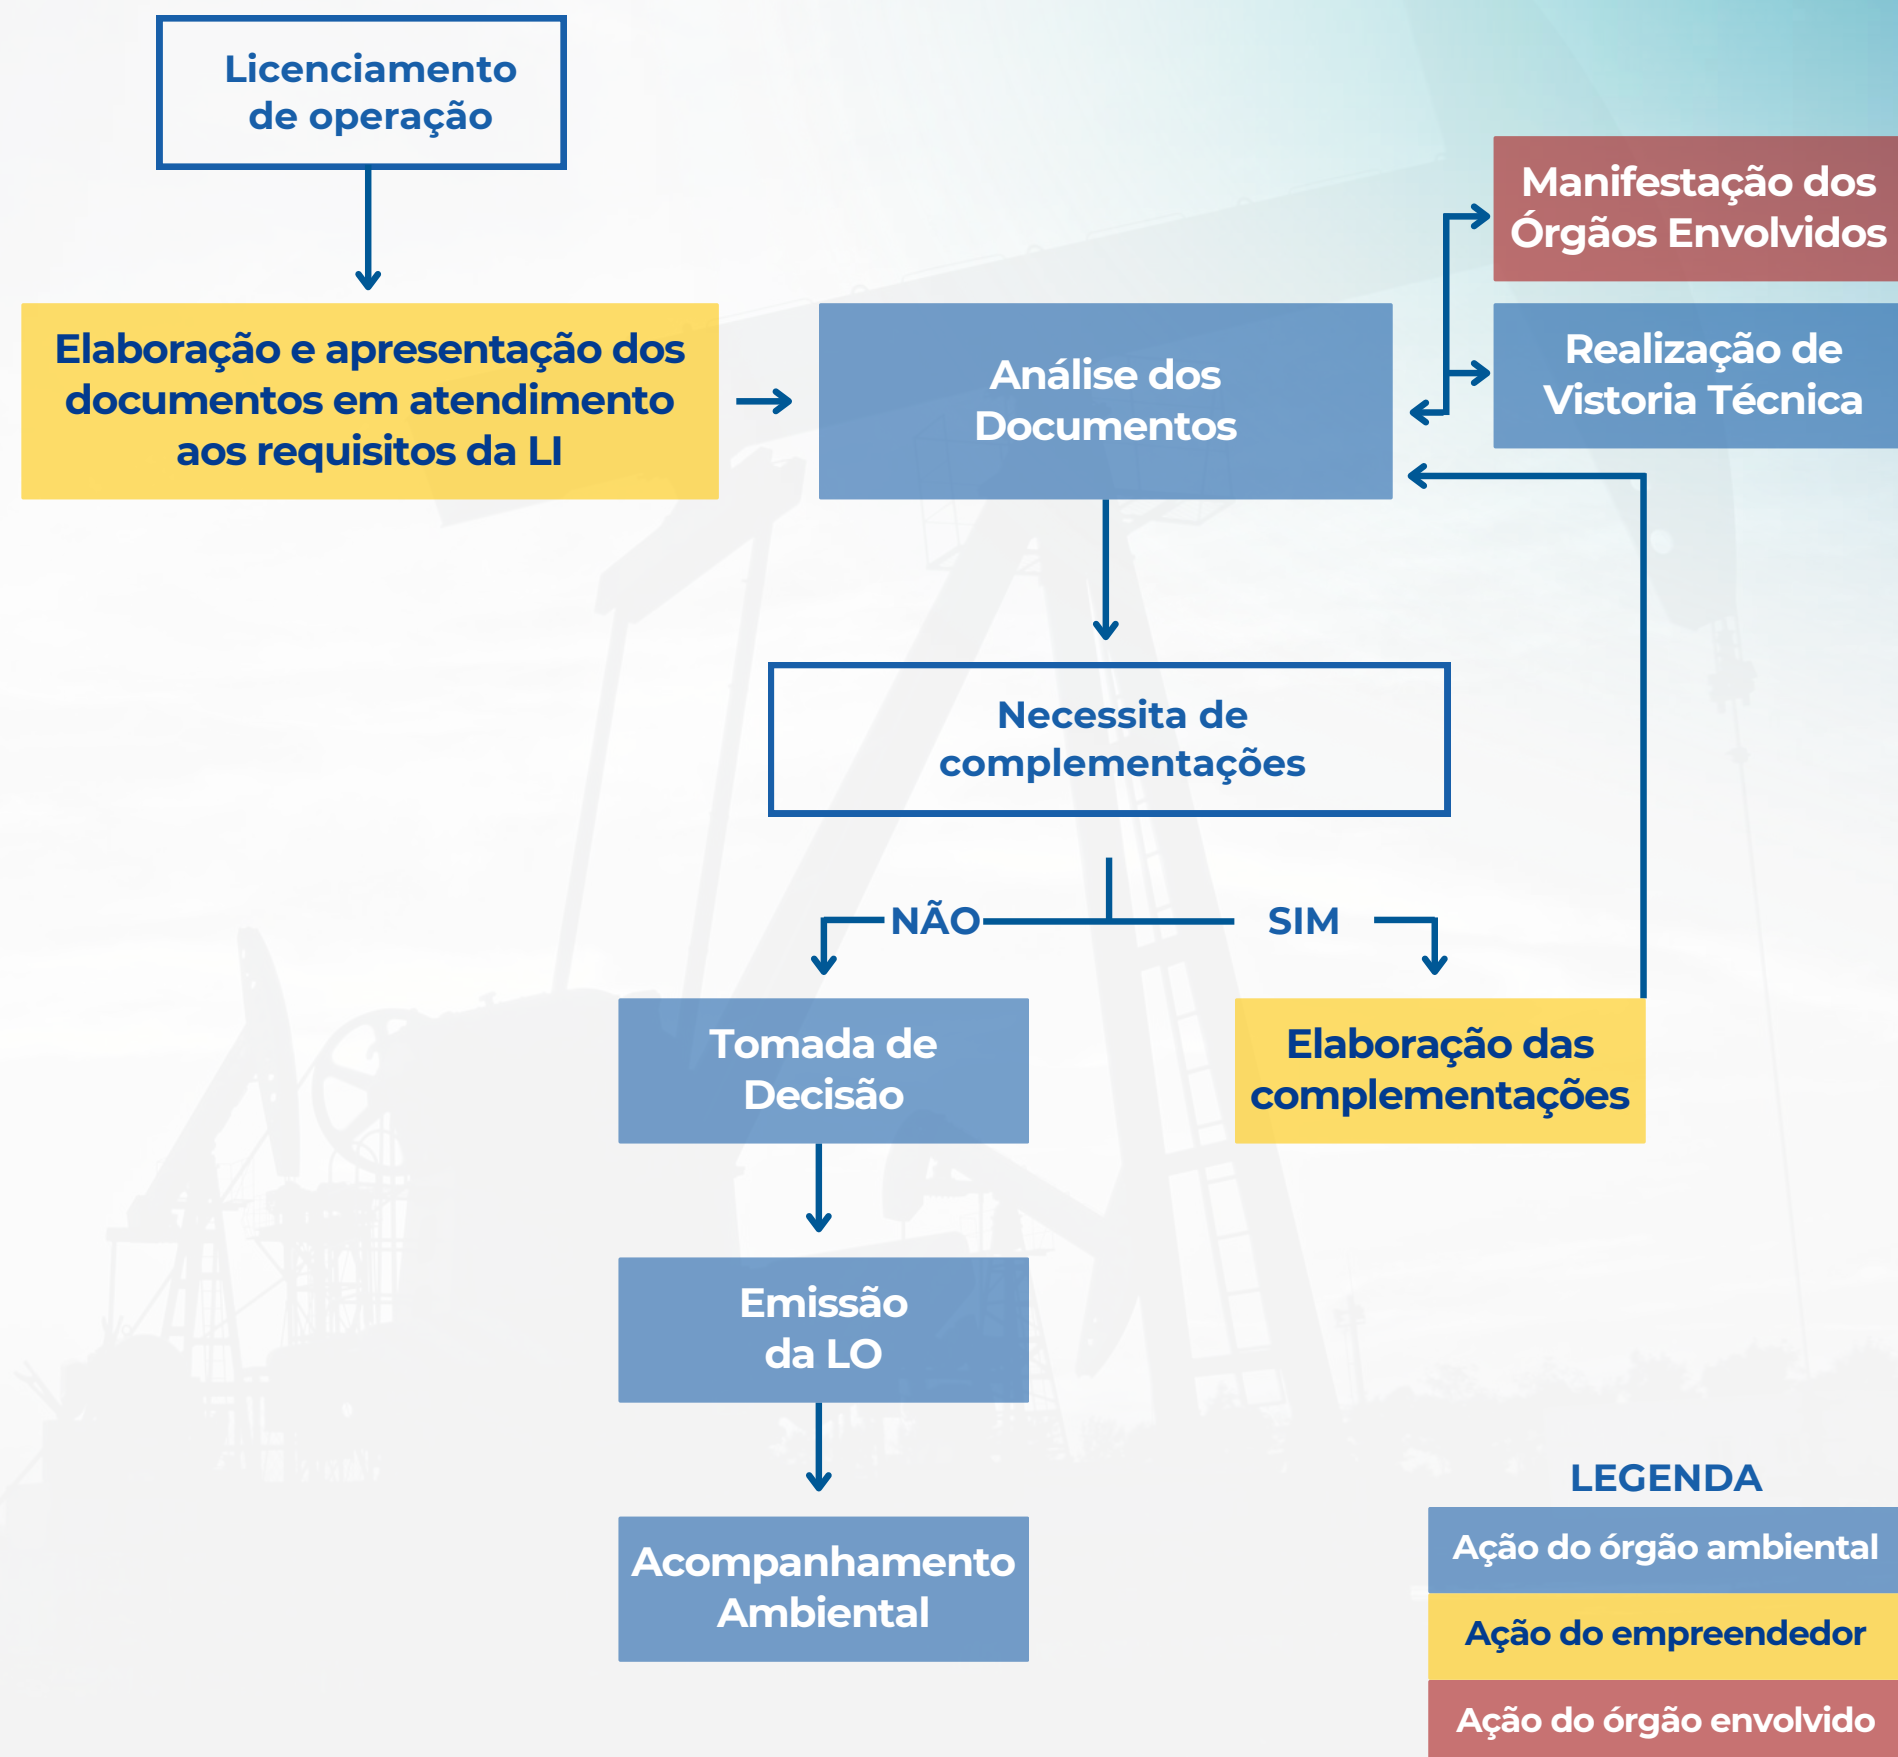 Licenciamento
de operação
Manifestação dos
Órgãos Envolvidos
Elaboração e apresentação dos
documentos em atendimento
aos requisitos da LI
Análise dos
Documentos
Realização de
Vistoria Técnica
Necessita de
complementações
NÃO
SIM
Tomada de
Decisão
Elaboração das
complementações
Emissão
da LO
Acompanhamento
Ambiental
LEGENDA
Ação do órgão ambiental
Ação do empreendedor
Ação do órgão envolvido